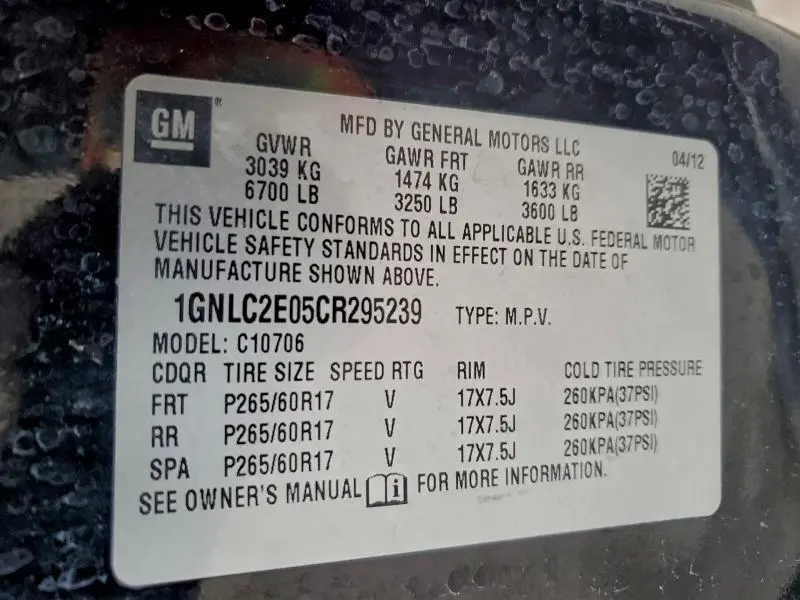 GM ®
MFD BY GENERAL MOTORS LLC 04/12
GVWR GAWR FRT GAWR RR
3039 KG 1474 KG 1633 KG
6700 LB 3250 LB 3600 LB
THIS VEHICLE CONFORMS TO ALL APPLICABLE U.S. FEDERAL MOTOR
VEHICLE SAFETY STANDARDS IN EFFECT ON THE DATE OF
MANUFACTURE SHOWN ABOVE.
1GNLC2E05CR295239 TYPE: M.P.V.
MODEL: C10706
CDQR TIRE SIZE SPEED RTG RIM COLD TIRE PRESSURE
FRT P265/60R17 V 17X7.5J 260KPA(37PSI)
RR P265/60R17 V 17X7.5J 260KPA(37PSI)
SPA P265/60R17 V 17X7.5J 260KPA(37PSI)
SEE OWNER'S MANUAL i FOR MORE INFORMATION.